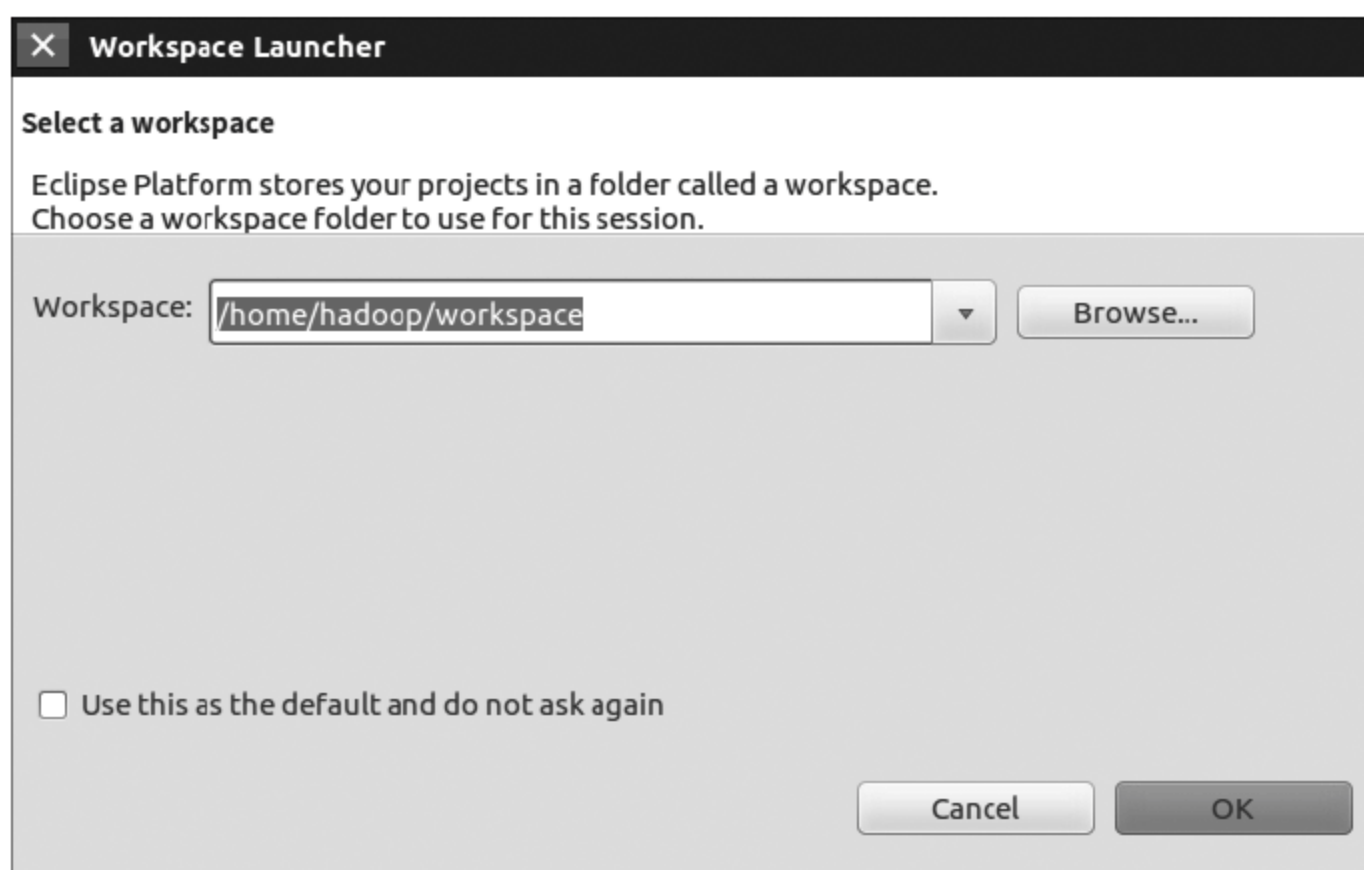 Workspace Launcher
Select a workspace
Eclipse Platform stores your projects in a folder called a workspace.
Choose a workspace folder to use for this session.
Workspace: /home/hadoop/workspace Browse...
Use this as the default and do not ask again
Cancel OK